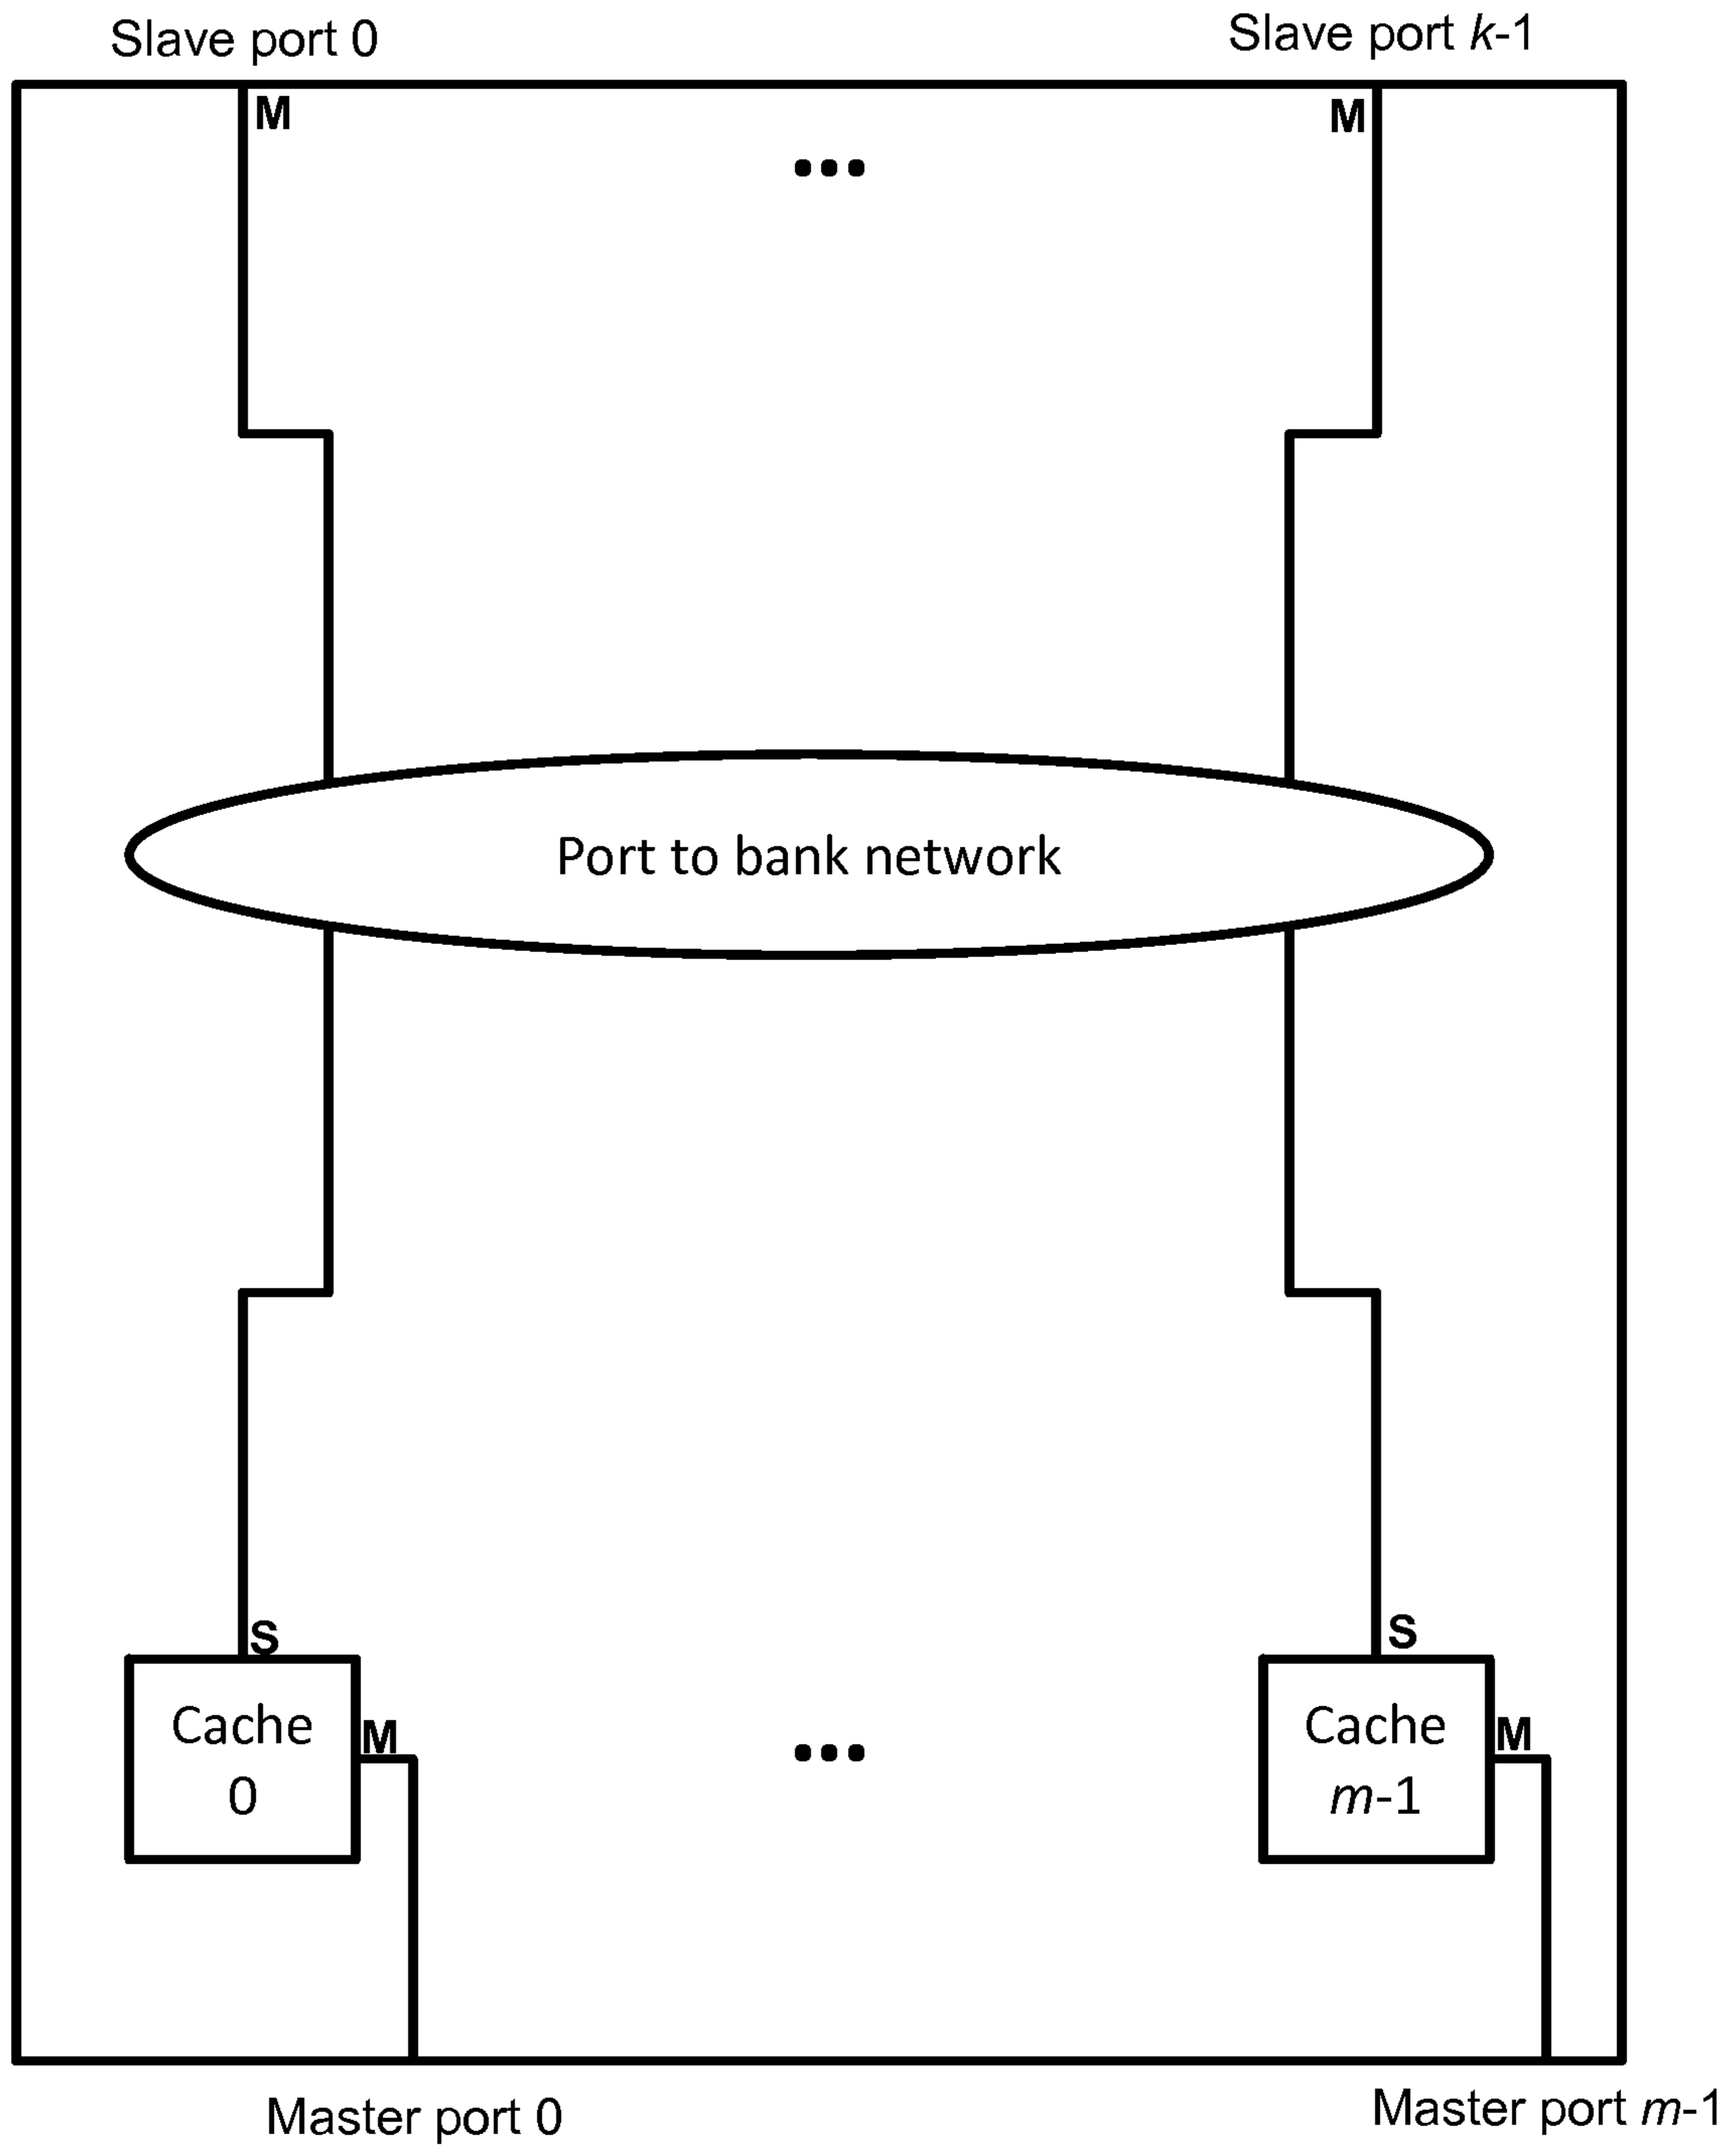 Slave port 0
Slave port k-1
M
M
...
Port to bank network
S
S
Cache
0
M
...
Cache
m-1
M
Master port 0
Master port m-1